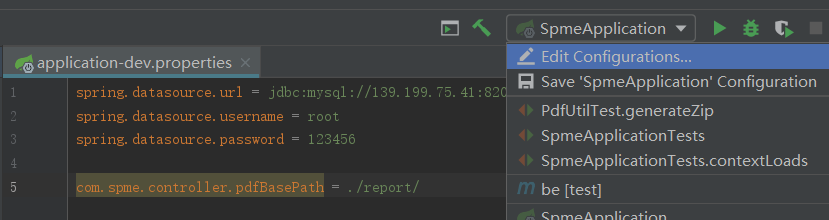 SpmeApplication
application-dev.properties
Edit Configurations...
Save 'SpmeApplication' Configuration
PdfUtilTest.generateZip
SpmeApplicationTests
SpmeApplicationTests.contextLoads
be [test]
SpmeApplication
1 spring.datasource.url = jdbc:mysql://139.199.75.41:820
2 spring.datasource.username = root
3 spring.datasource.password = 123456
4
5 com.spme.controller.pdfBasePath = ./report/